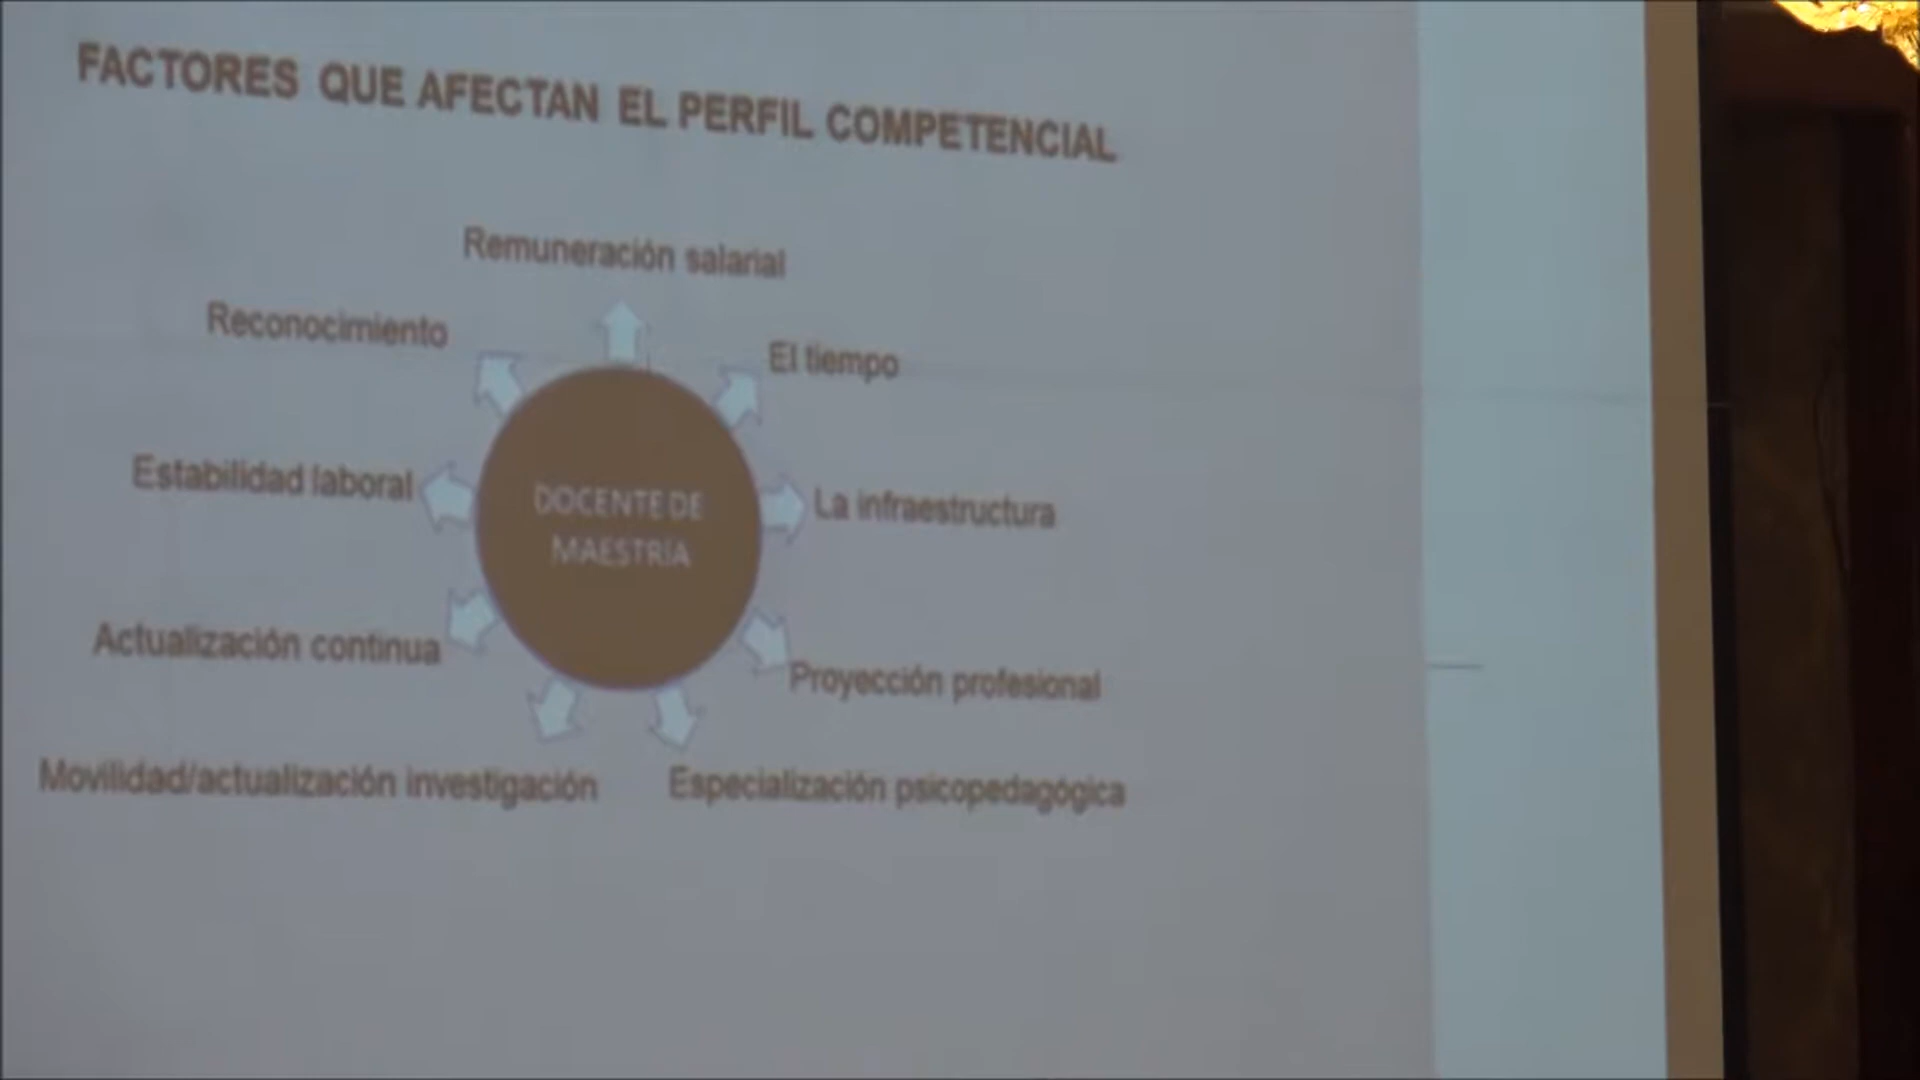 FACTORES QUE AFECTAN EL PERFIL COMPETENCIAL
Remuneración salarial
Reconocimiento
El tiempo
Estabilidad laboral
DOCENTE DE
MAESTRÍA
La infraestructura
Actualización continua
Proyección profesional
Movilidad/actualización investigación
Especialización psicopedagógica